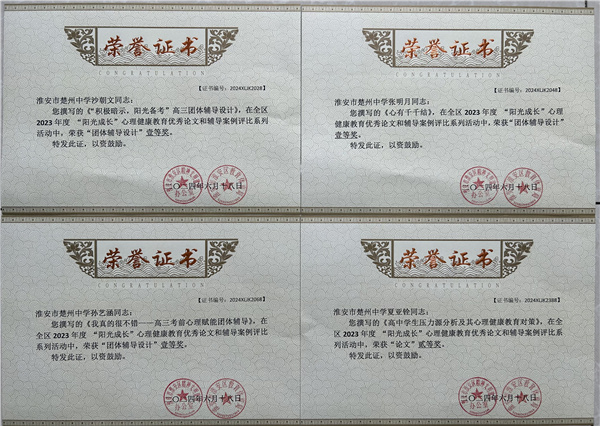 荣誉证书
CONGRATULATION
【证书编号：2024XLJK2028】
淮安市楚州中学沙朝文同志：
您撰写的《“积极暗示，阳光备考”高三团体辅导设计》，在全区
2023年度 “阳光成长”心理健康教育优秀论文和辅导案例评比系列
活动中，荣获“团体辅导设计”壹等奖。
特发此证，以资鼓励。
二〇二四年六月十八日
办公室
荣誉证书
CONGRATULATION
【证书编号：2024XLJK2048】
淮安市楚州中学张明月同志：
您撰写的《心有千千结》，在全区 2023 年度 “阳光成长”心理
健康教育优秀论文和辅导案例评比系列活动中，荣获“团体辅导设计”
壹等奖。
特发此证，以资鼓励。
二〇二四年六月十八日
办公室
荣誉证书
CONGRATULATION
【证书编号：2024XLJK2068】
淮安市楚州中学孙艺涵同志：
您撰写的《我真的很不错——高三考前心理赋能团体辅导》，在
全区 2023 年度 “阳光成长”心理健康教育优秀论文和辅导案例评比
系列活动中，荣获“团体辅导设计”壹等奖。
特发此证，以资鼓励。
二〇二四年六月十八日
办公室
荣誉证书
CONGRATULATION
【证书编号：2024XLJK2388】
淮安市楚州中学夏亚铨同志：
您撰写的《高中学生压力源分析及其心理健康教育对策》，在
全区 2023 年度 “阳光成长”心理健康教育优秀论文和辅导案例评比
系列活动中，荣获“论文”贰等奖。
特发此证，以资鼓励。
二〇二四年六月十八日
办公室